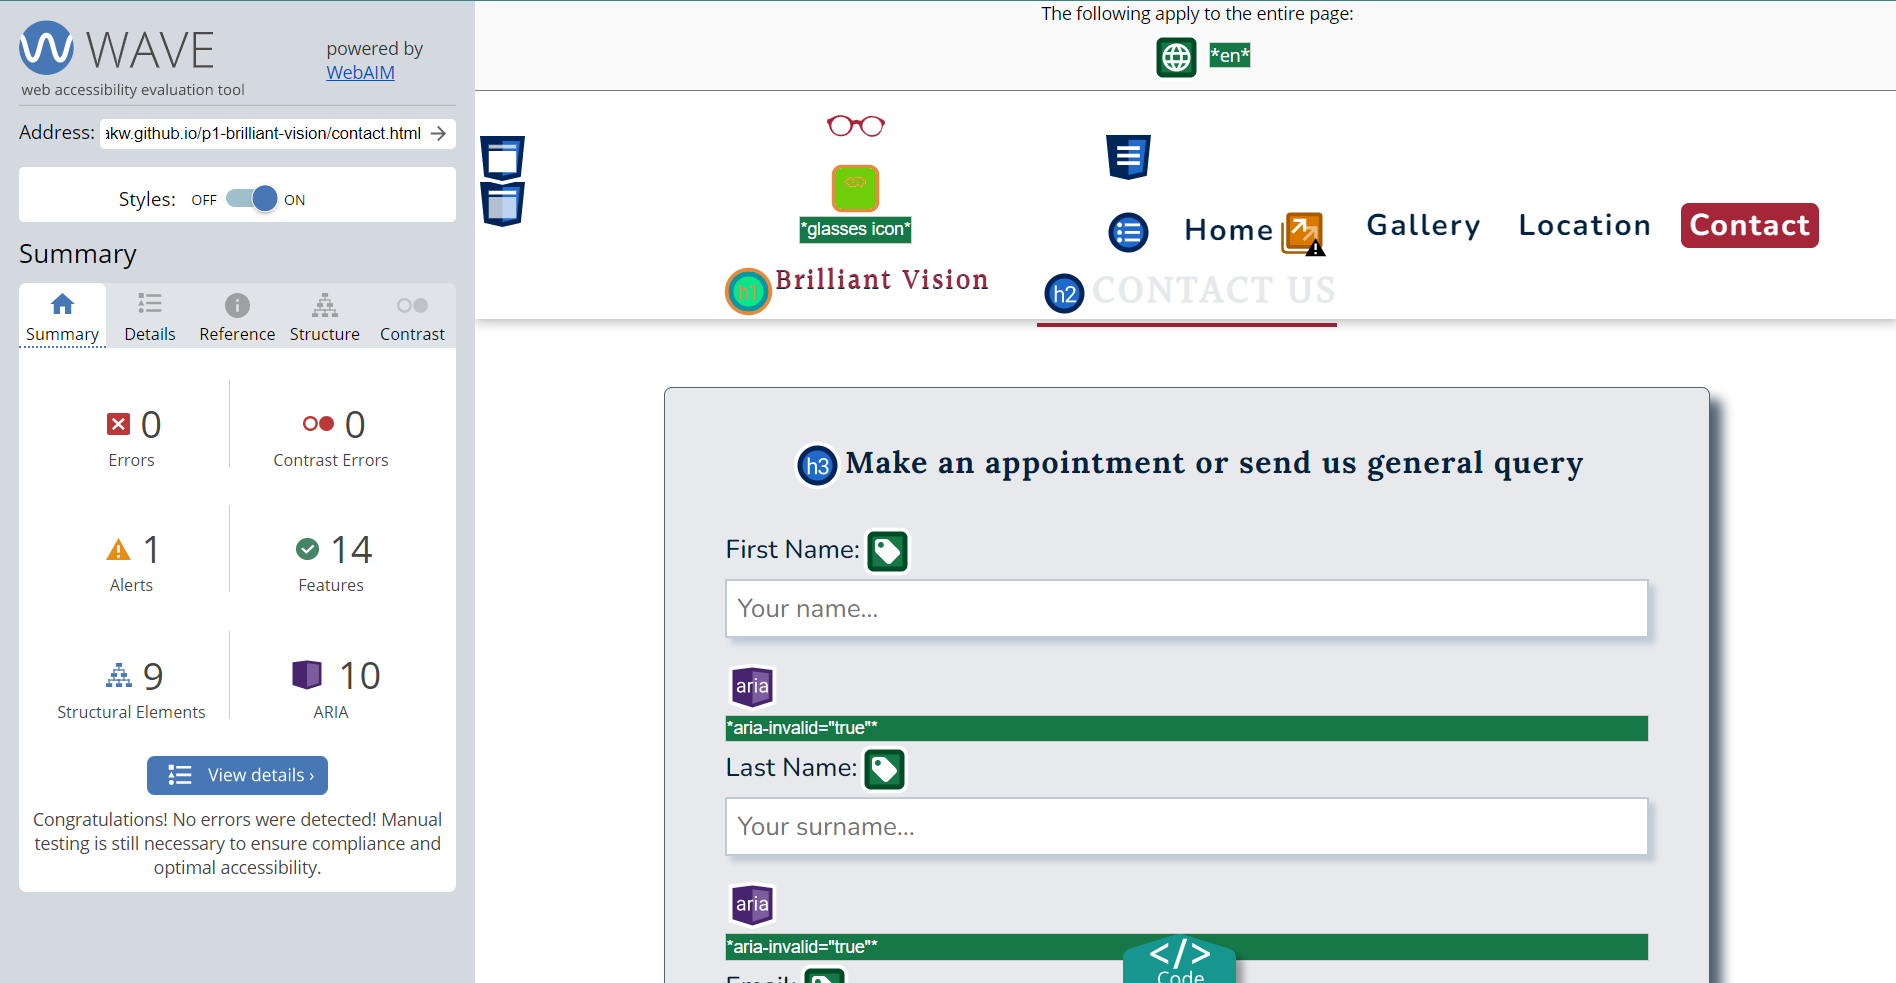 WAVE
powered by
WebAIM
web accessibility evaluation tool
Address: akw.github.io/p1-brilliant-vision/contact.html
Styles: OFF ON
Summary
Summary Details Reference Structure Contrast
0 0
Errors Contrast Errors
1 14
Alerts Features
9 10
Structural Elements ARIA
View details ›
Congratulations! No errors were detected! Manual
testing is still necessary to ensure compliance and
optimal accessibility.
The following apply to the entire page:
*en*
*glasses icon*
Home Gallery Location Contact
h1 Brilliant Vision
h2 CONTACT US
h3 Make an appointment or send us general query
First Name:
Your name...
aria
*aria-invalid="true"*
Last Name:
Your surname...
aria
*aria-invalid="true"*
</>
Code
Email: